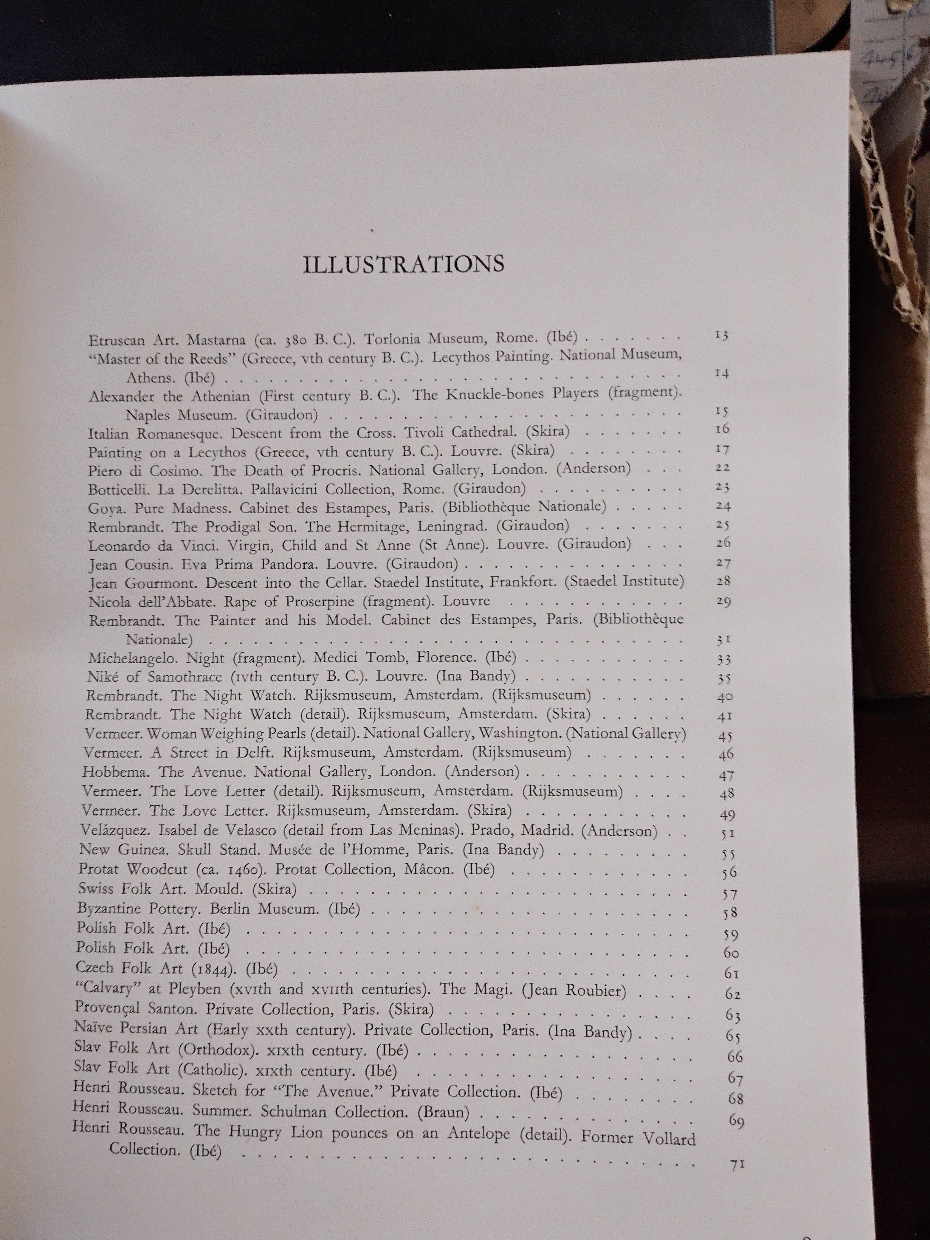 ILLUSTRATIONS
Etruscan Art. Mastarna (ca. 380 B. C.). Torlonia Museum, Rome. (Ibé) . . . . . . . 13
“Master of the Reeds” (Greece, vth century B. C.). Lecythos Painting. National Museum,
Athens. (Ibé) . . . . . . . . . . . . . . . . . . . . . . . . . . . . . . . 14
Alexander the Athenian (First century B. C.). The Knuckle-bones Players (fragment).
Naples Museum. (Giraudon) . . . . . . . . . . . . . . . . . . . . . . . . 15
Italian Romanesque. Descent from the Cross. Tivoli Cathedral. (Skira) . . . . . . . 16
Painting on a Lecythos (Greece, vth century B. C.). Louvre. (Skira) . . . . . . . . 17
Piero di Cosimo. The Death of Procris. National Gallery, London. (Anderson) . . . 22
Botticelli. La Derelitta. Pallavicini Collection, Rome. (Giraudon) . . . . . . . . . . 23
Goya. Pure Madness. Cabinet des Estampes, Paris. (Bibliothèque Nationale) . . . . . 24
Rembrandt. The Prodigal Son. The Hermitage, Leningrad. (Giraudon) . . . . . . . 25
Leonardo da Vinci. Virgin, Child and St Anne (St Anne). Louvre. (Giraudon) . . . 26
Jean Cousin. Eva Prima Pandora. Louvre. (Giraudon) . . . . . . . . . . . . . . . 27
Jean Gourmont. Descent into the Cellar. Staedel Institute, Frankfort. (Staedel Institute) 28
Nicola dell’Abbate. Rape of Proserpine (fragment). Louvre . . . . . . . . . . . . 29
Rembrandt. The Painter and his Model. Cabinet des Estampes, Paris. (Bibliothèque
Nationale) . . . . . . . . . . . . . . . . . . . . . . . . . . . . . . . . 31
Michelangelo. Night (fragment). Medici Tomb, Florence. (Ibé) . . . . . . . . . . . 33
Niké of Samothrace (ivth century B. C.). Louvre. (Ina Bandy) . . . . . . . . . . . 35
Rembrandt. The Night Watch. Rijksmuseum, Amsterdam. (Rijksmuseum) . . . . . . 40
Rembrandt. The Night Watch (detail). Rijksmuseum, Amsterdam. (Skira) . . . . . . 41
Vermeer. Woman Weighing Pearls (detail). National Gallery, Washington. (National Gallery) 45
Vermeer. A Street in Delft. Rijksmuseum, Amsterdam. (Rijksmuseum) . . . . . . . 46
Hobbema. The Avenue. National Gallery, London. (Anderson) . . . . . . . . . . . 47
Vermeer. The Love Letter (detail). Rijksmuseum, Amsterdam. (Rijksmuseum) . . . . 48
Vermeer. The Love Letter. Rijksmuseum, Amsterdam. (Skira) . . . . . . . . . . . 49
Velázquez. Isabel de Velasco (detail from Las Meninas). Prado, Madrid. (Anderson) . . 51
New Guinea. Skull Stand. Musée de l’Homme, Paris. (Ina Bandy) . . . . . . . . . 55
Protat Woodcut (ca. 1460). Protat Collection, Mâcon. (Ibé) . . . . . . . . . . . . 56
Swiss Folk Art. Mould. (Skira) . . . . . . . . . . . . . . . . . . . . . . . . . 57
Byzantine Pottery. Berlin Museum. (Ibé) . . . . . . . . . . . . . . . . . . . . . 58
Polish Folk Art. (Ibé) . . . . . . . . . . . . . . . . . . . . . . . . . . . . . 59
Polish Folk Art. (Ibé) . . . . . . . . . . . . . . . . . . . . . . . . . . . . . 60
Czech Folk Art (1844). (Ibé) . . . . . . . . . . . . . . . . . . . . . . . . . . 61
“Calvary” at Pleyben (xvith and xviith centuries). The Magi. (Jean Roubier) . . . . 62
Provençal Santon. Private Collection, Paris. (Skira) . . . . . . . . . . . . . . . . 63
Naïve Persian Art (Early xxth century). Private Collection, Paris. (Ina Bandy) . . . . 65
Slav Folk Art (Orthodox). xixth century. (Ibé) . . . . . . . . . . . . . . . . . . 66
Slav Folk Art (Catholic). xixth century. (Ibé) . . . . . . . . . . . . . . . . . . 67
Henri Rousseau. Sketch for “The Avenue.” Private Collection. (Ibé) . . . . . . . . 68
Henri Rousseau. Summer. Schulman Collection. (Braun) . . . . . . . . . . . . . . 69
Henri Rousseau. The Hungry Lion pounces on an Antelope (detail). Former Vollard
Collection. (Ibé) . . . . . . . . . . . . . . . . . . . . . . . . . . . . . . 71